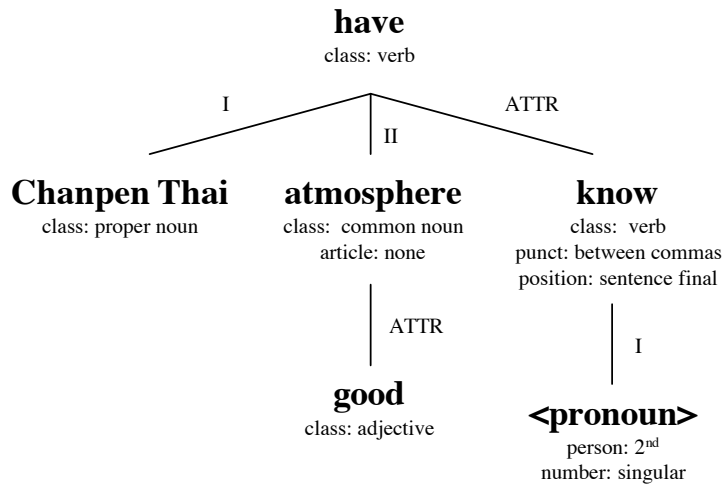 have
class: verb
I
II
ATTR
Chanpen Thai
class: proper noun
atmosphere
class: common noun
article: none
know
class: verb
punct: between commas
position: sentence final
ATTR
I
good
class: adjective
<pronoun>
person: 2nd
number: singular